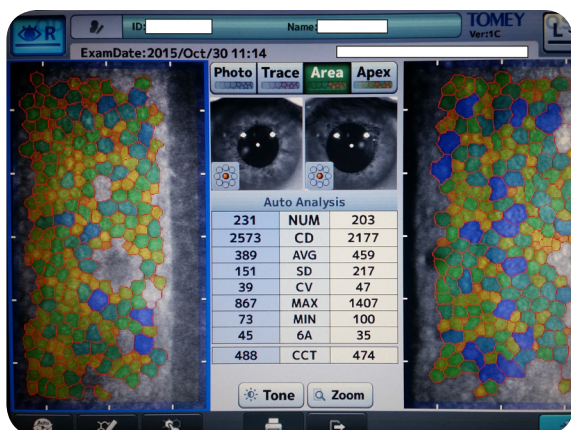 R
ID:
Name:
TOMEY
Ver:1C
L
ExamDate:2015/Oct/30 11:14
Photo Trace Area Apex
Auto Analysis
231 NUM 203
2573 CD 2177
389 AVG 459
151 SD 217
39 CV 47
867 MAX 1407
73 MIN 100
45 6A 35
488 CCT 474
Tone Zoom